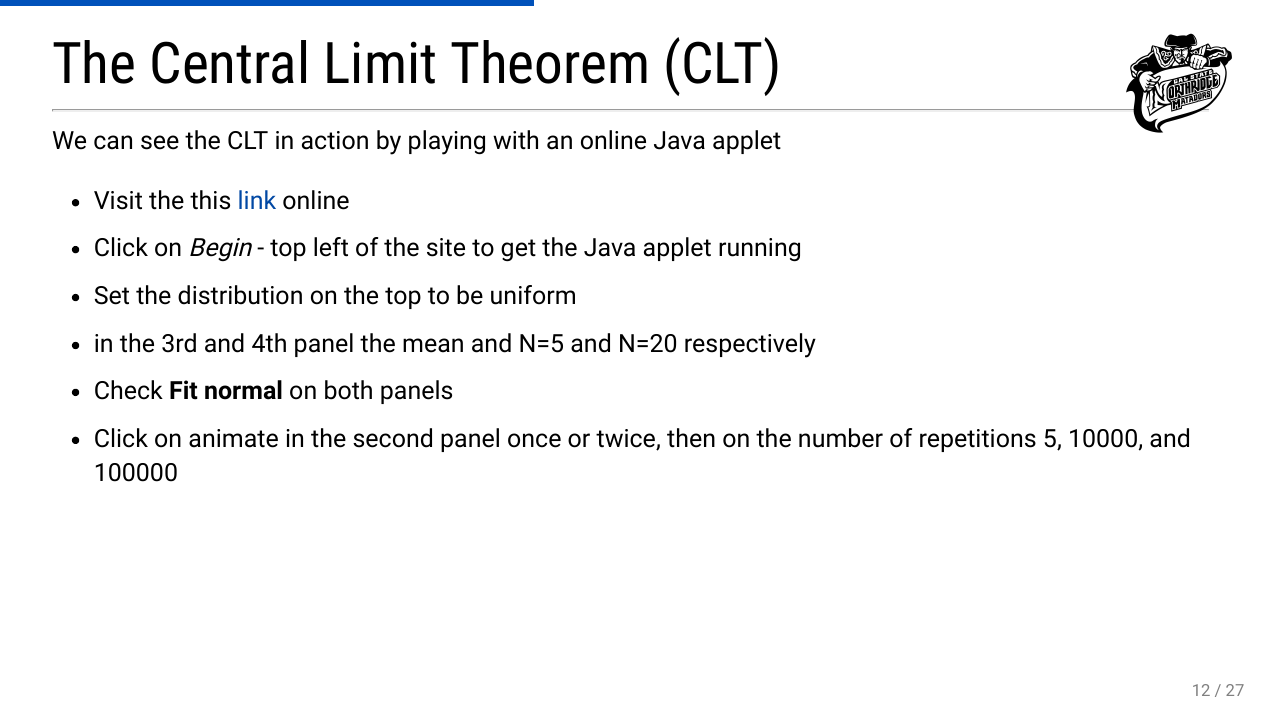 The Central Limit Theorem (CLT)
CAL STATE
NORTHRIDGE
MATADORS
We can see the CLT in action by playing with an online Java applet
• Visit the this link online
• Click on Begin - top left of the site to get the Java applet running
• Set the distribution on the top to be uniform
• in the 3rd and 4th panel the mean and N=5 and N=20 respectively
• Check Fit normal on both panels
• Click on animate in the second panel once or twice, then on the number of repetitions 5, 10000, and
100000
12 / 27